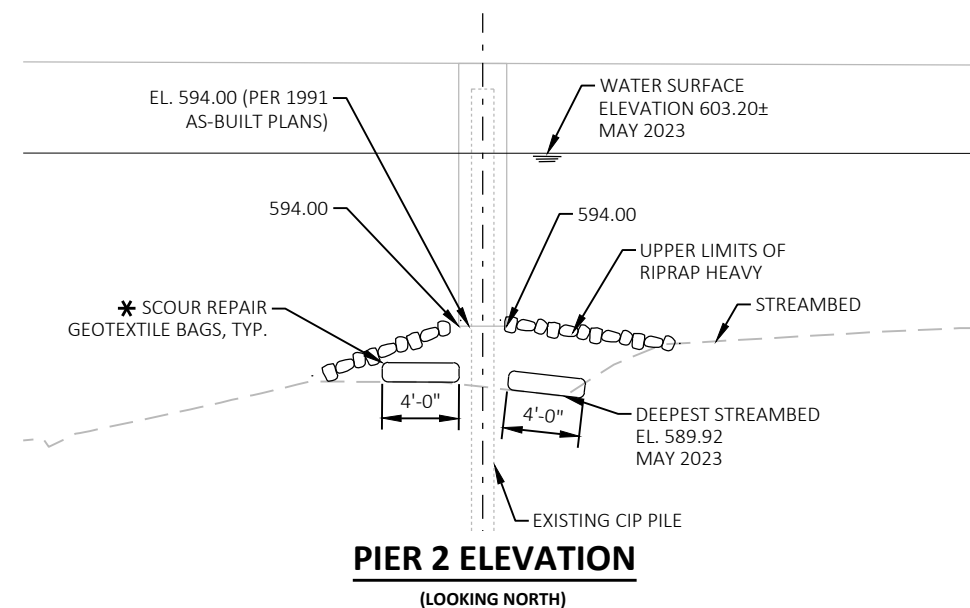 EL. 594.00 (PER 1991
AS-BUILT PLANS)
WATER SURFACE
ELEVATION 603.20±
MAY 2023
594.00
594.00
UPPER LIMITS OF
RIPRAP HEAVY
✱ SCOUR REPAIR
GEOTEXTILE BAGS, TYP.
STREAMBED
4'-0"
4'-0"
DEEPEST STREAMBED
EL. 589.92
MAY 2023
EXISTING CIP PILE
PIER 2 ELEVATION
(LOOKING NORTH)